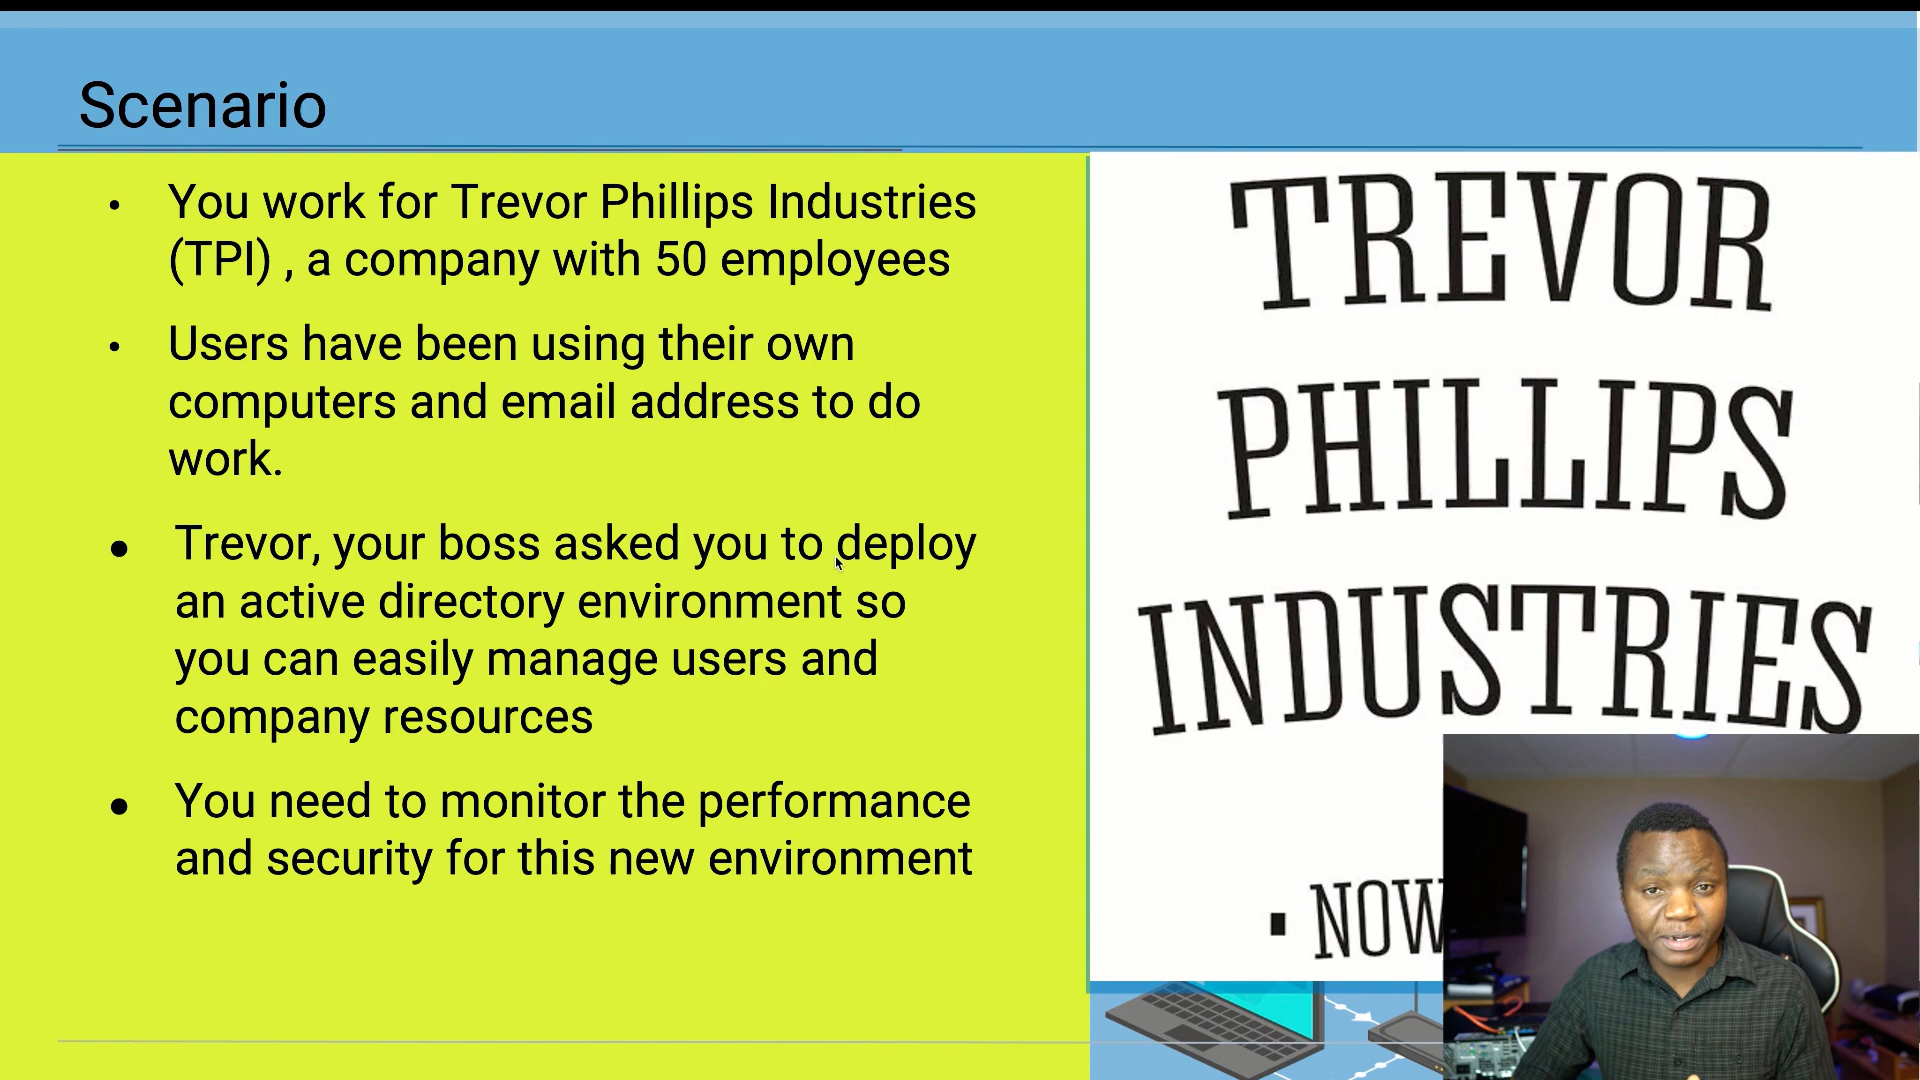 Scenario
• You work for Trevor Phillips Industries
(TPI) , a company with 50 employees
• Users have been using their own
computers and email address to do
work.
● Trevor, your boss asked you to deploy
an active directory environment so
you can easily manage users and
company resources
● You need to monitor the performance
and security for this new environment
TREVOR
PHILLIPS
INDUSTRIES
▪ NOW